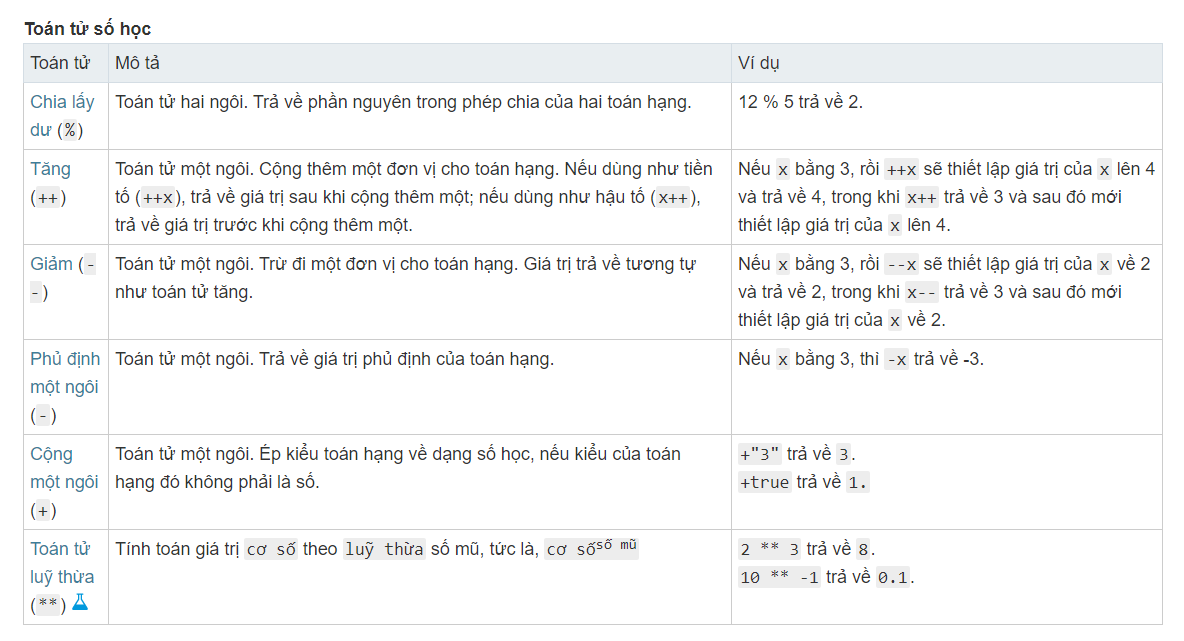 Toán tử số học
Toán tử Mô tả Ví dụ
Chia lấy dư (%) Toán tử hai ngôi. Trả về phần nguyên trong phép chia của hai toán hạng. 12 % 5 trả về 2.
Tăng (++)
Toán tử một ngôi. Cộng thêm một đơn vị cho toán hạng. Nếu dùng như tiền
tố (++x), trả về giá trị sau khi cộng thêm một; nếu dùng như hậu tố (x++),
trả về giá trị trước khi cộng thêm một.
Nếu x bằng 3, rồi ++x sẽ thiết lập giá trị của x lên 4
và trả về 4, trong khi x++ trả về 3 và sau đó mới
thiết lập giá trị của x lên 4.
Giảm (-
-)
Toán tử một ngôi. Trừ đi một đơn vị cho toán hạng. Giá trị trả về tương tự
như toán tử tăng.
Nếu x bằng 3, rồi --x sẽ thiết lập giá trị của x về 2
và trả về 2, trong khi x-- trả về 3 và sau đó mới
thiết lập giá trị của x về 2.
Phủ định
một ngôi
(-)
Toán tử một ngôi. Trả về giá trị phủ định của toán hạng.
Nếu x bằng 3, thì -x trả về -3.
Cộng
một ngôi
(+)
Toán tử một ngôi. Ép kiểu toán hạng về dạng số học, nếu kiểu của toán
hạng đó không phải là số.
+"3" trả về 3.
+true trả về 1.
Toán tử
luỹ thừa
(**)
Tính toán giá trị cơ số theo luỹ thừa số mũ, tức là, cơ số^số mũ
2 ** 3 trả về 8.
10 ** -1 trả về 0.1.